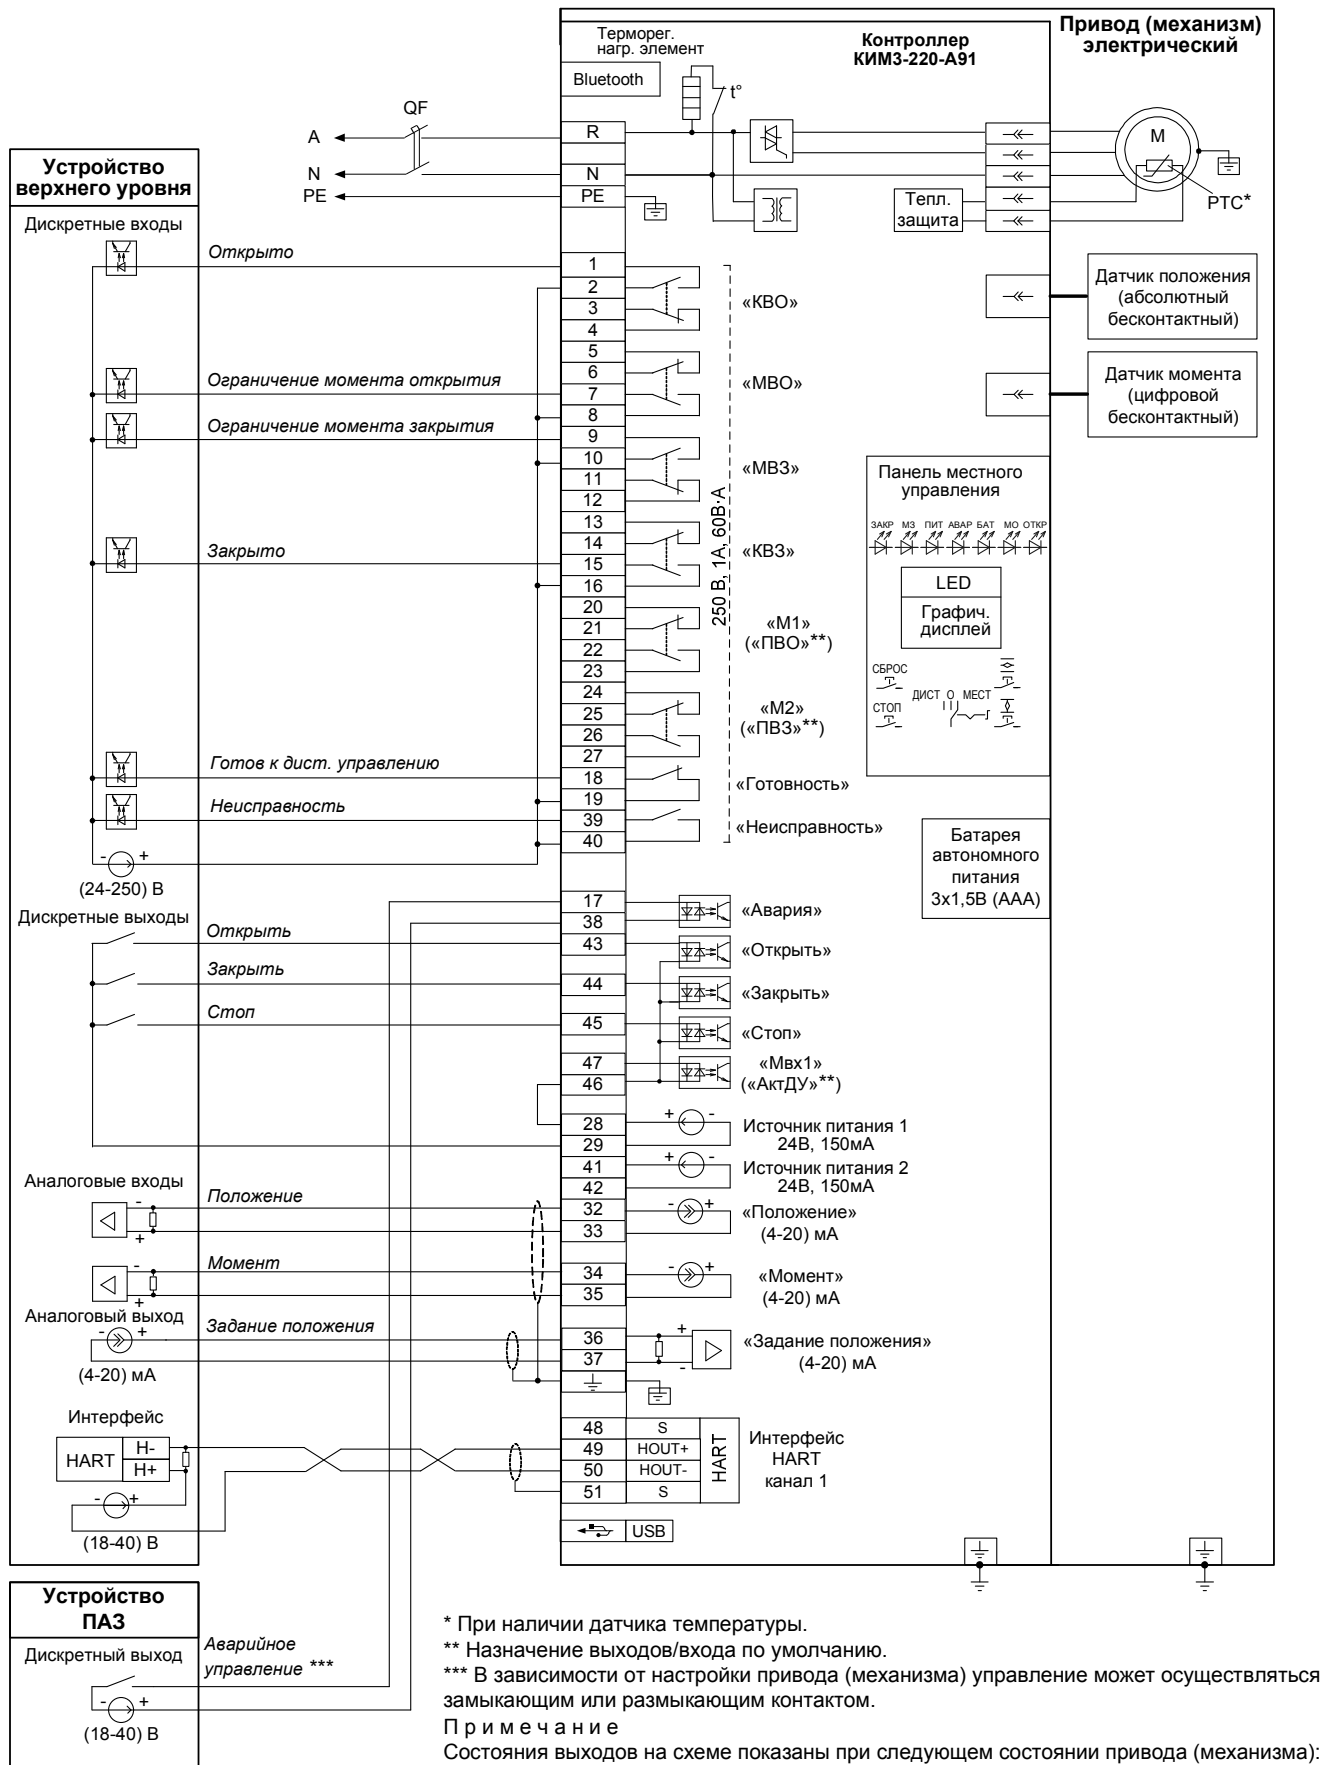 Привод (механизм)
электрический
Контроллер
КИМ3-220-А91
Терморег.
нагр. элемент
Bluetooth
t°
QF
A
N
PE
R
N
PE
M
PTC*
Тепл.
защита
Устройство
верхнего уровня
Дискретные входы
Открыто
Ограничение момента открытия
Ограничение момента закрытия
Закрыто
Готов к дист. управлению
Неисправность
- +
(24-250) В
Дискретные выходы
Открыть
Закрыть
Стоп
Аналоговые входы
Положение
-
+
Момент
-
+
Аналоговый выход
Задание положения
- +
(4-20) мА
Интерфейс
HART
H-
H+
- +
(18-40) В
1
2
3
4
5
6
7
8
9
10
11
12
13
14
15
16
20
21
22
23
24
25
26
27
18
19
39
40
17
38
43
44
45
47
46
28
29
41
42
32
33
34
35
36
37
48
49
50
51
S
HOUT+
HOUT-
S
HART
USB
«КВО»
«МВО»
«МВЗ»
«КВЗ»
«М1»
(«ПВО»**)
«М2»
(«ПВЗ»**)
«Готовность»
«Неисправность»
250 В, 1А, 60В·А
«Авария»
«Открыть»
«Закрыть»
«Стоп»
«Мвх1»
(«АктДУ»**)
+ -
Источник питания 1
24В, 150мА
+ -
Источник питания 2
24В, 150мА
- +
«Положение»
(4-20) мА
- +
«Момент»
(4-20) мА
+
-
«Задание положения»
(4-20) мА
Интерфейс
HART
канал 1
Датчик положения
(абсолютный
бесконтактный)
Датчик момента
(цифровой
бесконтактный)
Панель местного
управления
ЗАКР МЗ ПИТ АВАР БАТ МО ОТКР
LED
Графич.
дисплей
СБРОС
СТОП
ДИСТ О МЕСТ
Батарея
автономного
питания
3х1,5В (ААА)
Устройство
ПАЗ
Дискретный выход
Аварийное
управление ***
- +
(18-40) В
* При наличии датчика температуры.
** Назначение выходов/входа по умолчанию.
*** В зависимости от настройки привода (механизма) управление может осуществляться
замыкающим или размыкающим контактом.
П р и м е ч а н и е
Состояния выходов на схеме показаны при следующем состоянии привода (механизма):